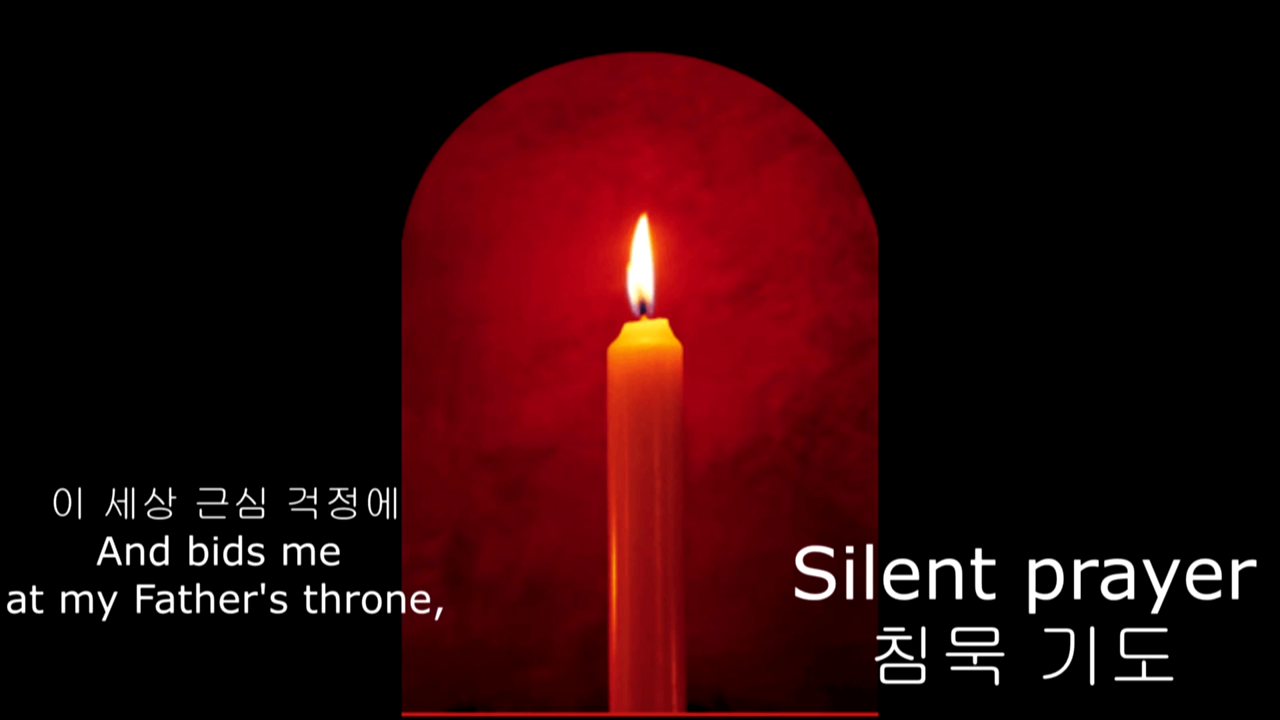 이 세상 근심 걱정에
And bids me
at my Father's throne,
Silent prayer
침묵 기도